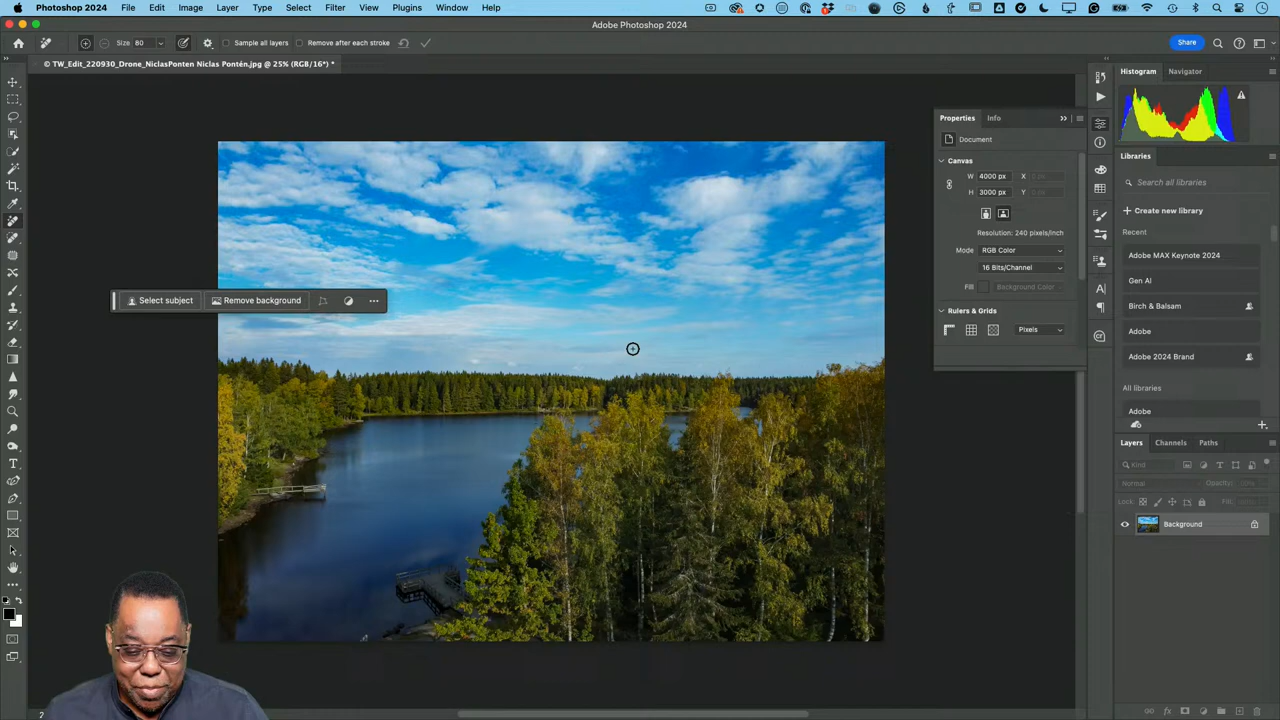 Photoshop 2024 File Edit Image Layer Type Select Filter View Plugins Window Help
Adobe Photoshop 2024
Size 80 Sample all layers Remove after each stroke Share
© TW_Edit_220930_Drone_NiclasPonten Niclas Pontén.jpg @ 25% (RGB/16*) *
Histogram Navigator
Properties Info
Document
Canvas
W 4000 px X
H 3000 px Y
Resolution: 240 pixels/inch
Mode RGB Color
16 Bits/Channel
Fill Background Color
Rulers & Grids
Pixels
Select subject Remove background
Libraries
Search all libraries
Create new library
Recent
Adobe MAX Keynote 2024
Gen AI
Birch & Balsam
Adobe
Adobe 2024 Brand
All libraries
Adobe
Layers Channels Paths
Kind
Normal Opacity:
Lock: Fill:
Background
2